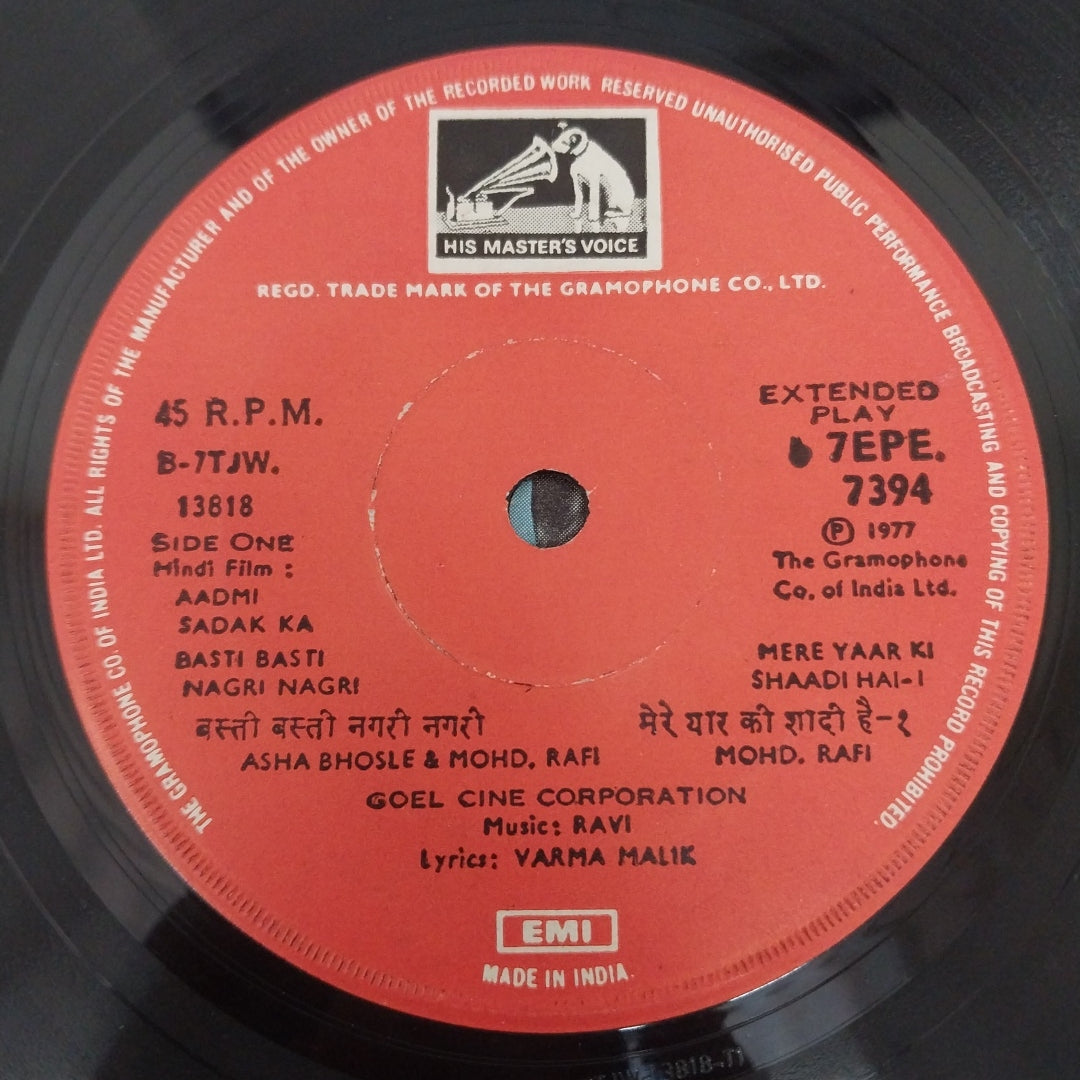 THE GRAMOPHONE CO. OF INDIA LTD. ALL RIGHTS OF THE MANUFACTURER AND OF THE OWNER OF THE RECORDED WORK RESERVED UNAUTHORISED PUBLIC PERFORMANCE BROADCASTING AND COPYING OF THIS RECORD PROHIBITED.
HIS MASTER'S VOICE
REGD. TRADE MARK OF THE GRAMOPHONE CO., LTD.
45 R.P.M.
B-7TJW.
13818
SIDE ONE
Hindi Film :
AADMI
SADAK KA
BASTI BASTI
NAGRI NAGRI
बस्ती बस्ती नगरी नगरी
ASHA BHOSLE & MOHD. RAFI
EXTENDED
PLAY
7EPE.
7394
Ⓟ 1977
The Gramophone
Co. of India Ltd.
MERE YAAR KI
SHAADI HAI-1
मेरे यार की शादी है-१
MOHD. RAFI
GOEL CINE CORPORATION
Music: RAVI
Lyrics: VARMA MALIK
EMI
MADE IN INDIA.